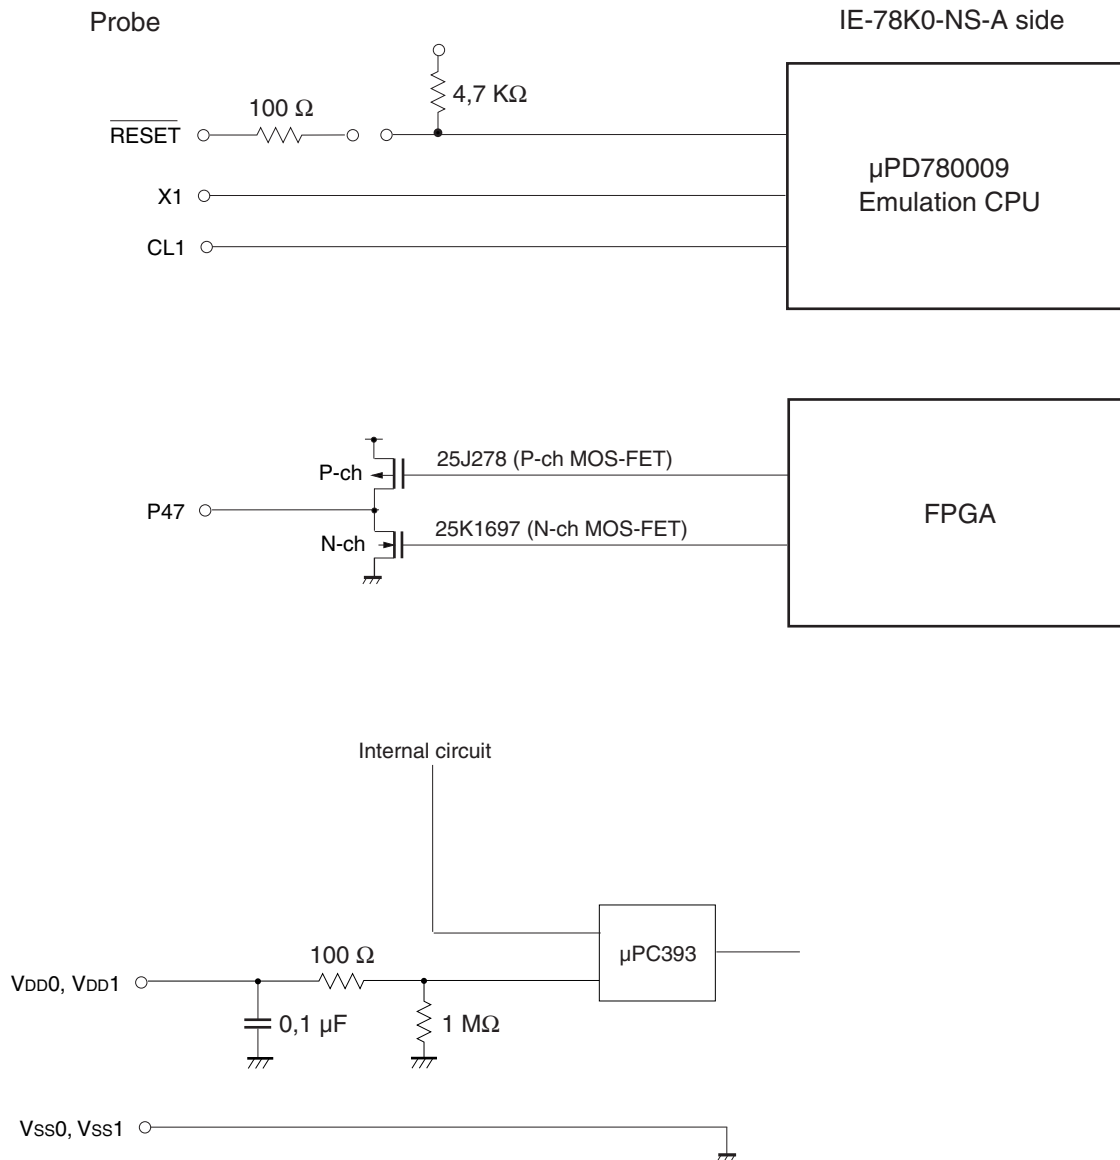 Probe
IE-78K0-NS-A side
4,7 KΩ
100 Ω
RESET
µPD780009
Emulation CPU
X1
CL1
25J278 (P-ch MOS-FET)
P-ch
P47
FPGA
25K1697 (N-ch MOS-FET)
N-ch
Internal circuit
100 Ω
µPC393
VDD0, VDD1
0,1 µF
1 MΩ
VSS0, VSS1